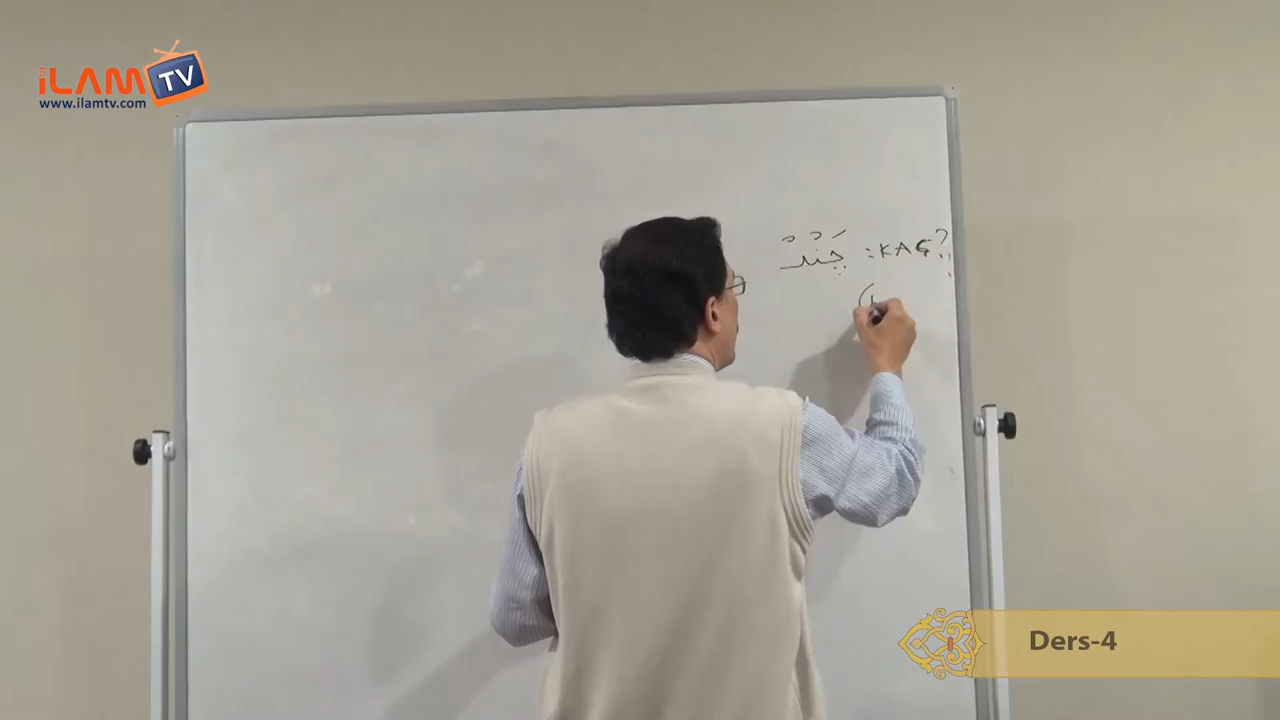 iLAM TV
www.ilamtv.com
چَنْدْ :KAÇ?
Ders-4